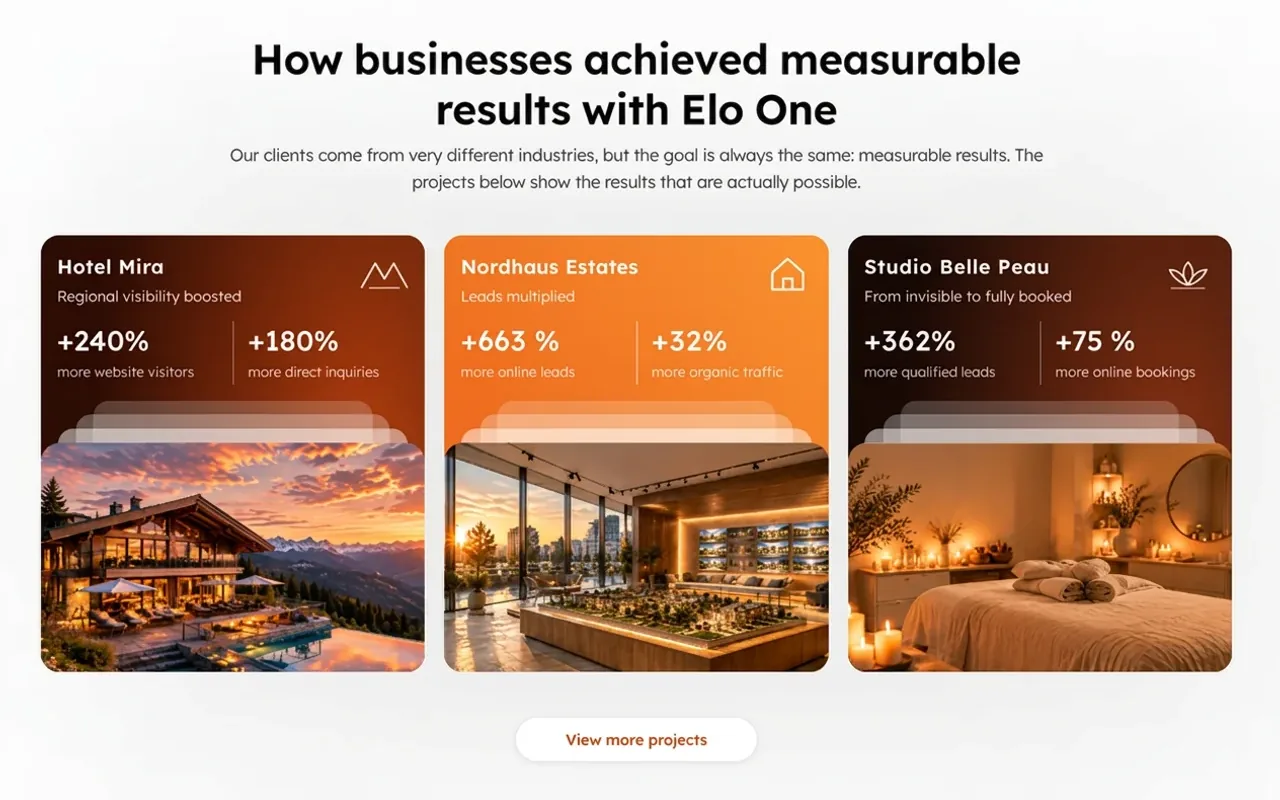 How businesses achieved measurable
results with Elo One
Our clients come from very different industries, but the goal is always the same: measurable results. The
projects below show the results that are actually possible.
Hotel Mira
Regional visibility boosted
+240%
more website visitors
+180%
more direct inquiries
Nordhaus Estates
Leads multiplied
+663 %
more online leads
+32%
more organic traffic
Studio Belle Peau
From invisible to fully booked
+362%
more qualified leads
+75 %
more online bookings
View more projects